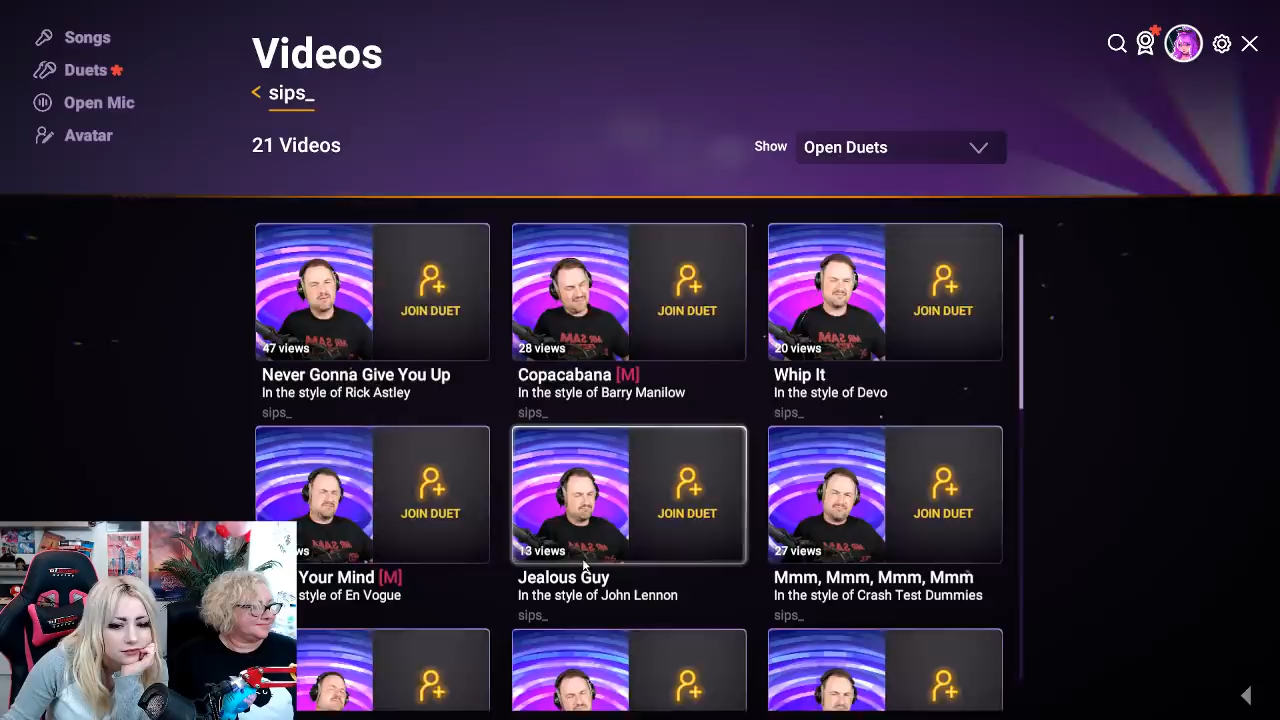 Songs
Duets *
Open Mic
Avatar
Videos
< sips_
21 Videos
Show Open Duets
JOIN DUET
47 views
Never Gonna Give You Up
In the style of Rick Astley
sips_
JOIN DUET
28 views
Copacabana [M]
In the style of Barry Manilow
sips_
JOIN DUET
20 views
Whip It
In the style of Devo
sips_
JOIN DUET
ws
Your Mind [M]
style of En Vogue
JOIN DUET
13 views
Jealous Guy
In the style of John Lennon
sips_
JOIN DUET
27 views
Mmm, Mmm, Mmm, Mmm
In the style of Crash Test Dummies
sips_